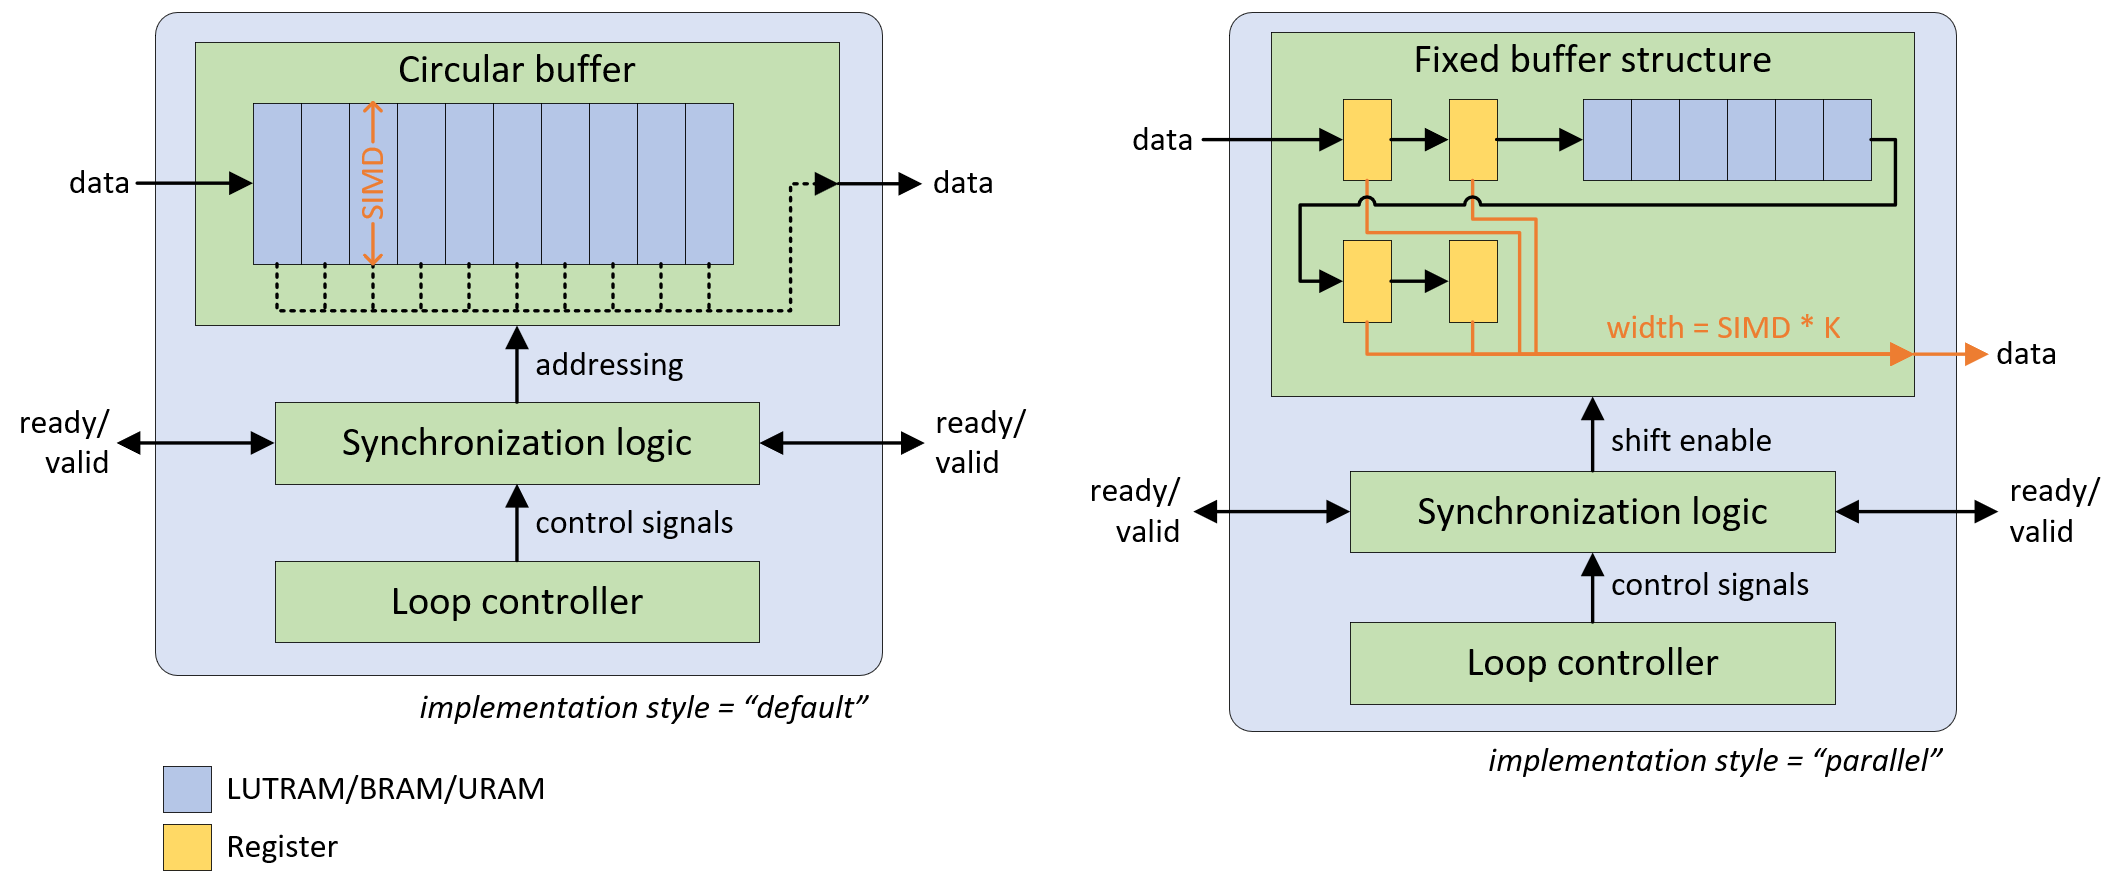 Circular buffer
SIMD
data
data
addressing
ready/
valid
Synchronization logic
ready/
valid
control signals
Loop controller
implementation style = “default”
LUTRAM/BRAM/URAM
Register
Fixed buffer structure
data
width = SIMD * K
data
shift enable
ready/
valid
Synchronization logic
ready/
valid
control signals
Loop controller
implementation style = “parallel”